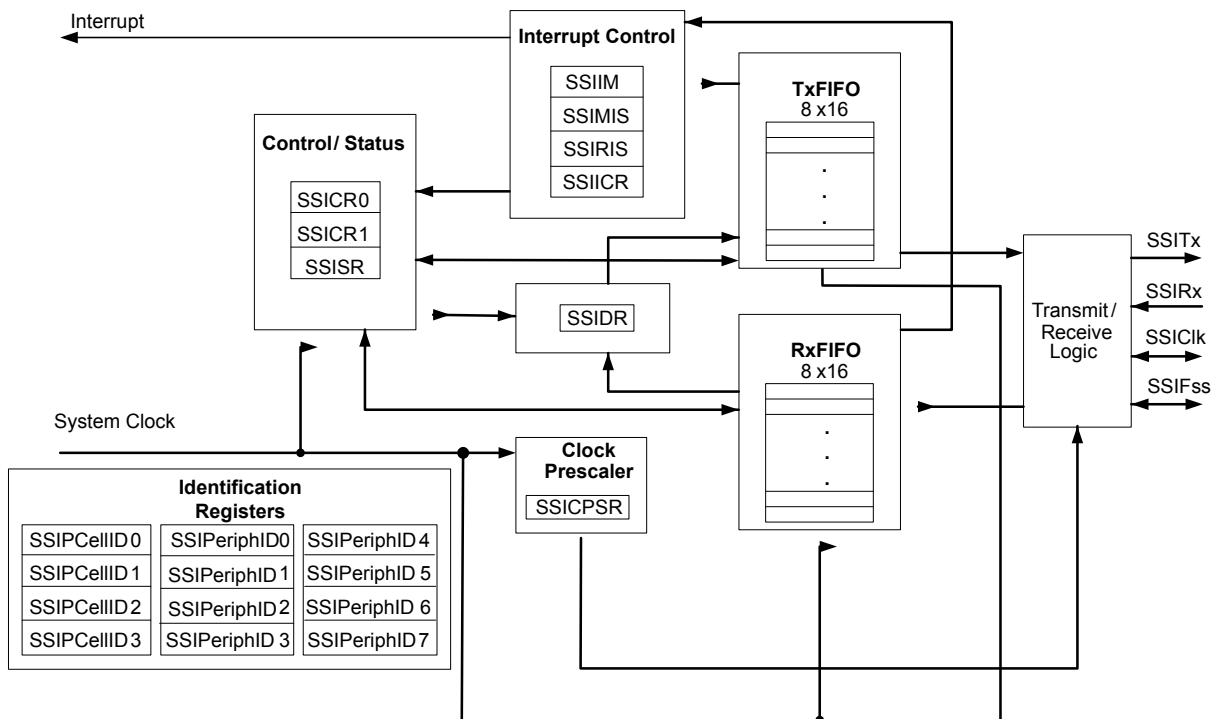 Interrupt
Interrupt Control
SSIIM
SSIMIS
SSIRIS
SSIICR
TxFIFO
8 x16
.
.
.
Control/ Status
SSICR0
SSICR1
SSISR
SSIDR
RxFIFO
8 x16
.
.
.
Transmit/
Receive
Logic
SSITx
SSIRx
SSIClk
SSIFss
System Clock
Clock
Prescaler
SSICPSR
Identification
Registers
SSIPCellID0 SSIPeriphID0 SSIPeriphID4
SSIPCellID1 SSIPeriphID1 SSIPeriphID5
SSIPCellID2 SSIPeriphID2 SSIPeriphID6
SSIPCellID3 SSIPeriphID3 SSIPeriphID7